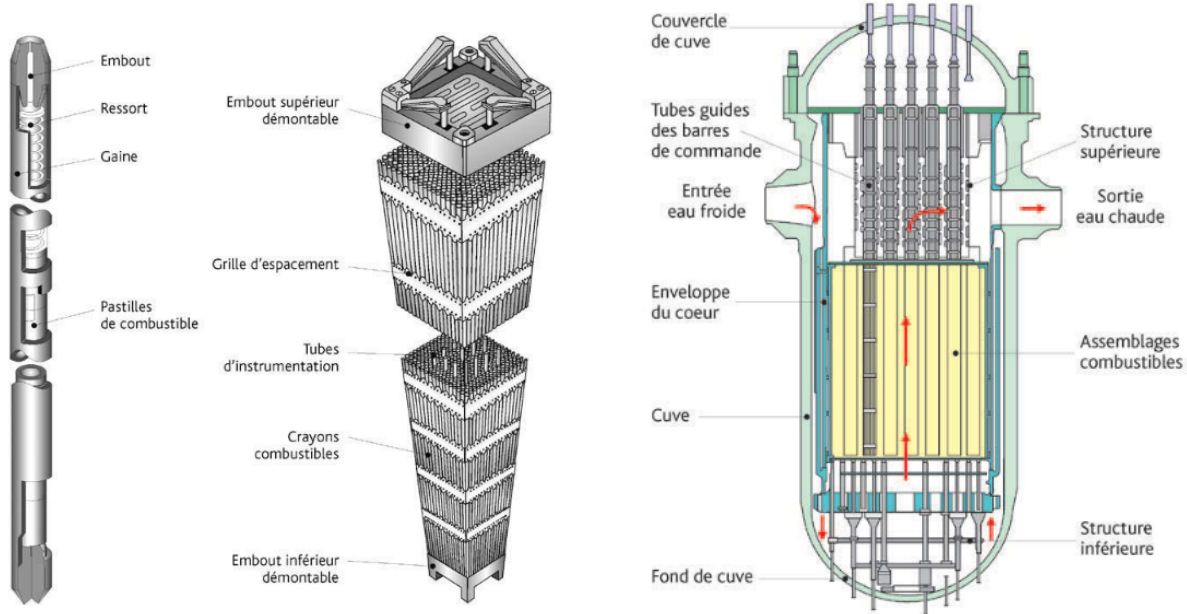 Embout
Ressort
Gaine
Pastilles
de combustible
Embout supérieur
démontable
Grille d'espacement
Tubes
d'instrumentation
Crayons
combustibles
Embout inférieur
démontable
Couvercle
de cuve
Tubes guides
des barres
de commande
Structure
supérieure
Entrée
eau froide
Sortie
eau chaude
Enveloppe
du coeur
Assemblages
combustibles
Cuve
Structure
inférieure
Fond de cuve